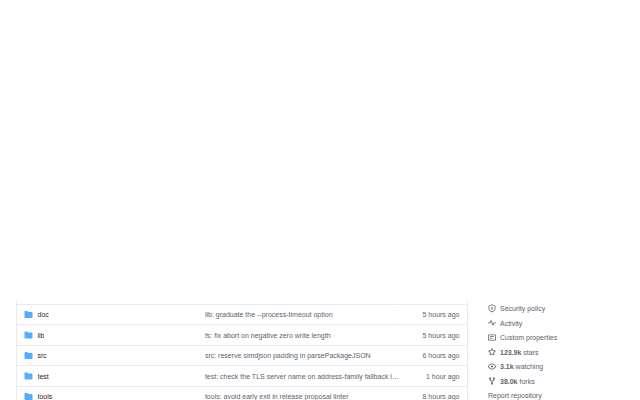 doc lib: graduate the --process-timeout option 5 hours ago
lib fs: fix abort on negative zero write length 5 hours ago
src src: reserve simdjson padding in parsePackageJSON 6 hours ago
test test: check the TLS server name on address-family fallback i... 1 hour ago
tools tools: avoid early exit in release proposal linter 8 hours ago
Security policy
Activity
Custom properties
123.9k stars
3.1k watching
38.0k forks
Report repository